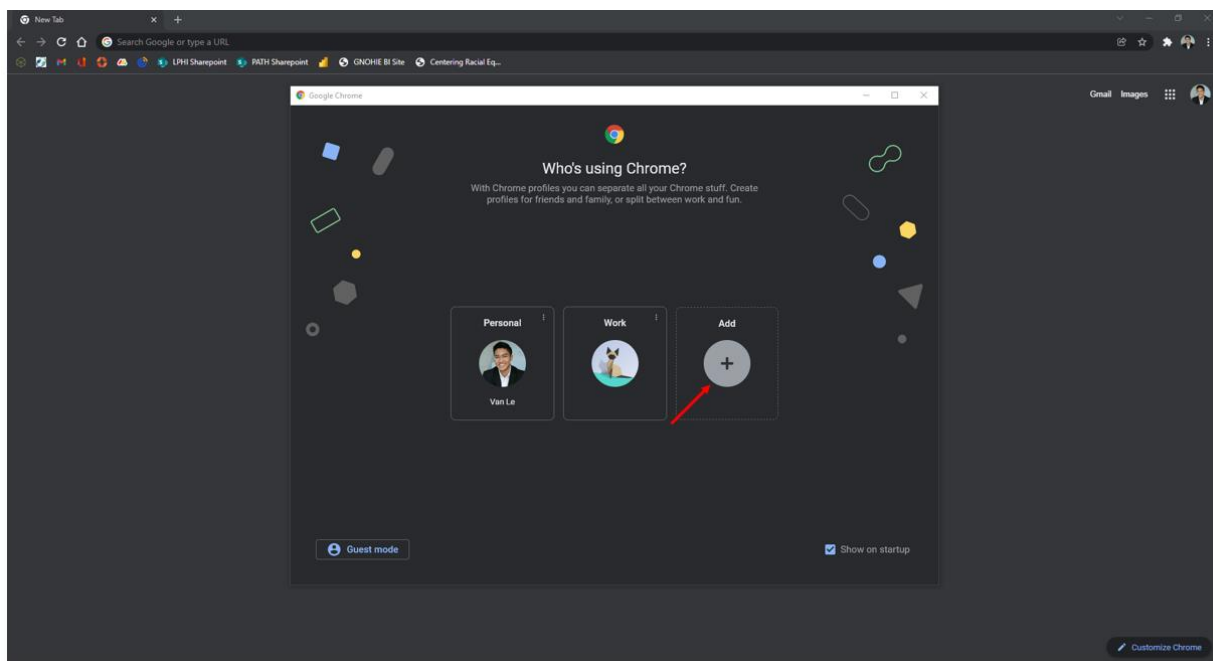 New Tab
Search Google or type a URL
LPHI Sharepoint PATH Sharepoint GNOHIE BI Site Centering Racial Eq...
Gmail Images
Google Chrome
Who's using Chrome?
With Chrome profiles you can separate all your Chrome stuff. Create
profiles for friends and family, or split between work and fun.
Personal Work Add
Van Le
Guest mode Show on startup
Customize Chrome